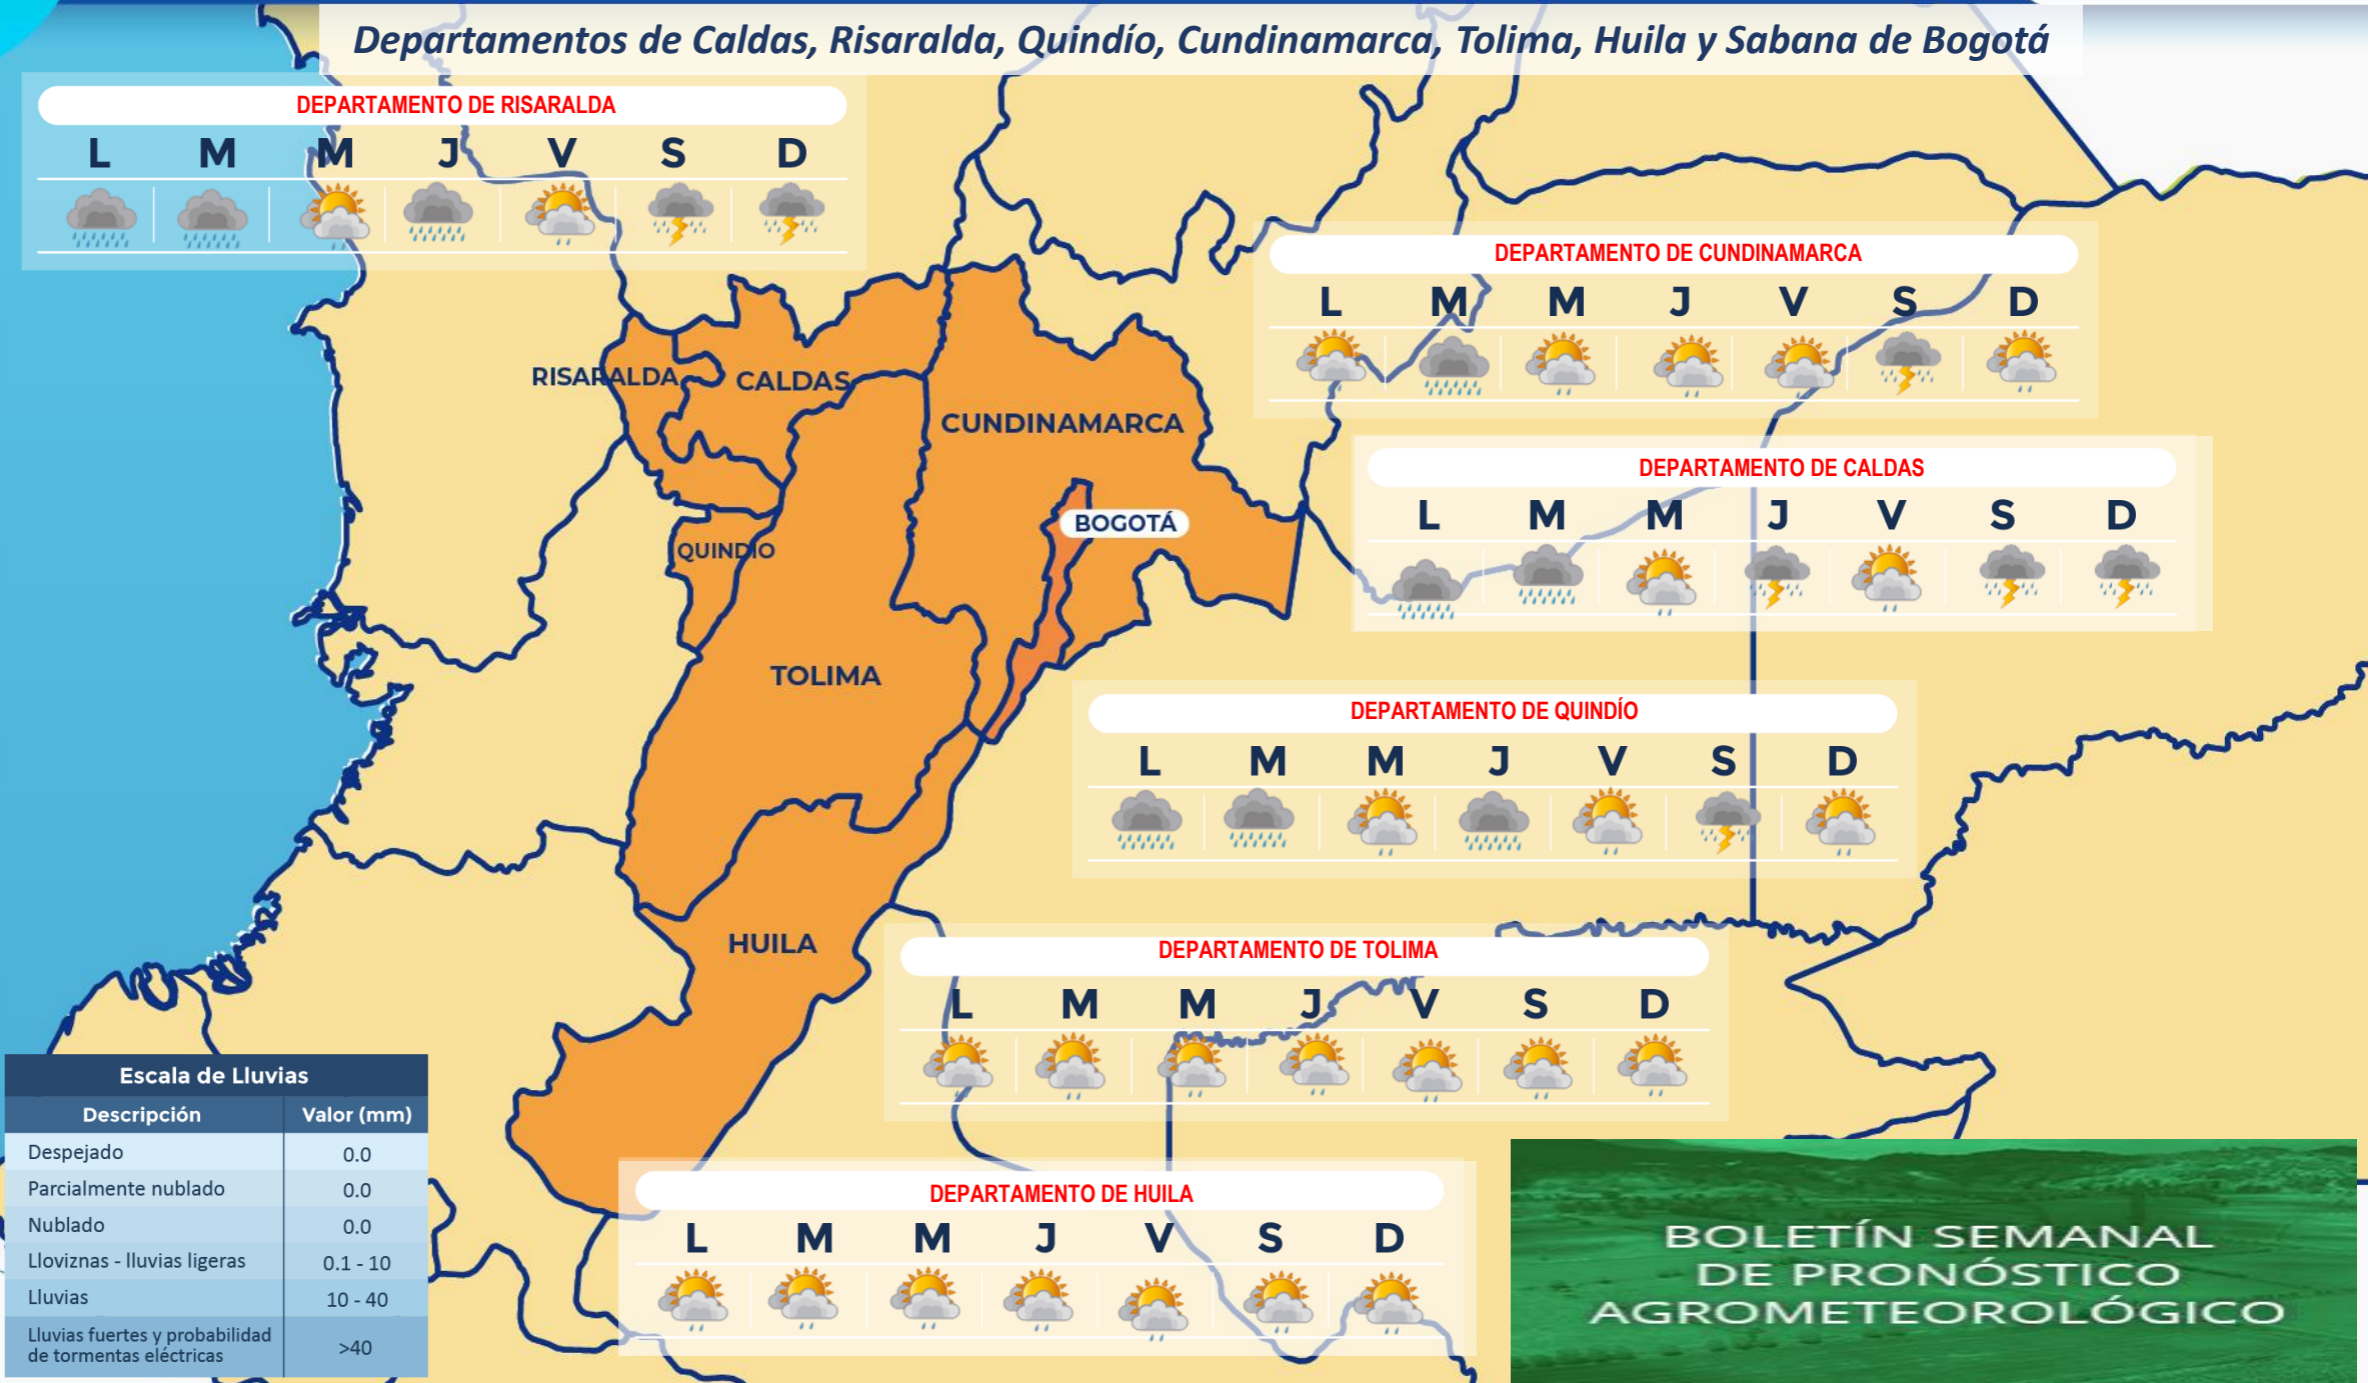 Departamentos de Caldas, Risaralda, Quindío, Cundinamarca, Tolima, Huila y Sabana de Bogotá
DEPARTAMENTO DE RISARALDA
L M M J V S D
DEPARTAMENTO DE CUNDINAMARCA
L M M J V S D
RISARALDA
CALDAS
CUNDINAMARCA
DEPARTAMENTO DE CALDAS
L M M J V S D
BOGOTÁ
QUINDIO
TOLIMA
DEPARTAMENTO DE QUINDÍO
L M M J V S D
HUILA
DEPARTAMENTO DE TOLIMA
L M M J V S D
Escala de Lluvias
Descripción Valor (mm)
Despejado 0.0
Parcialmente nublado 0.0
Nublado 0.0
Lloviznas - lluvias ligeras 0.1 - 10
Lluvias 10 - 40
Lluvias fuertes y probabilidad
de tormentas eléctricas >40
DEPARTAMENTO DE HUILA
L M M J V S D
BOLETÍN SEMANAL
DE PRONÓSTICO
AGROMETEOROLÓGICO